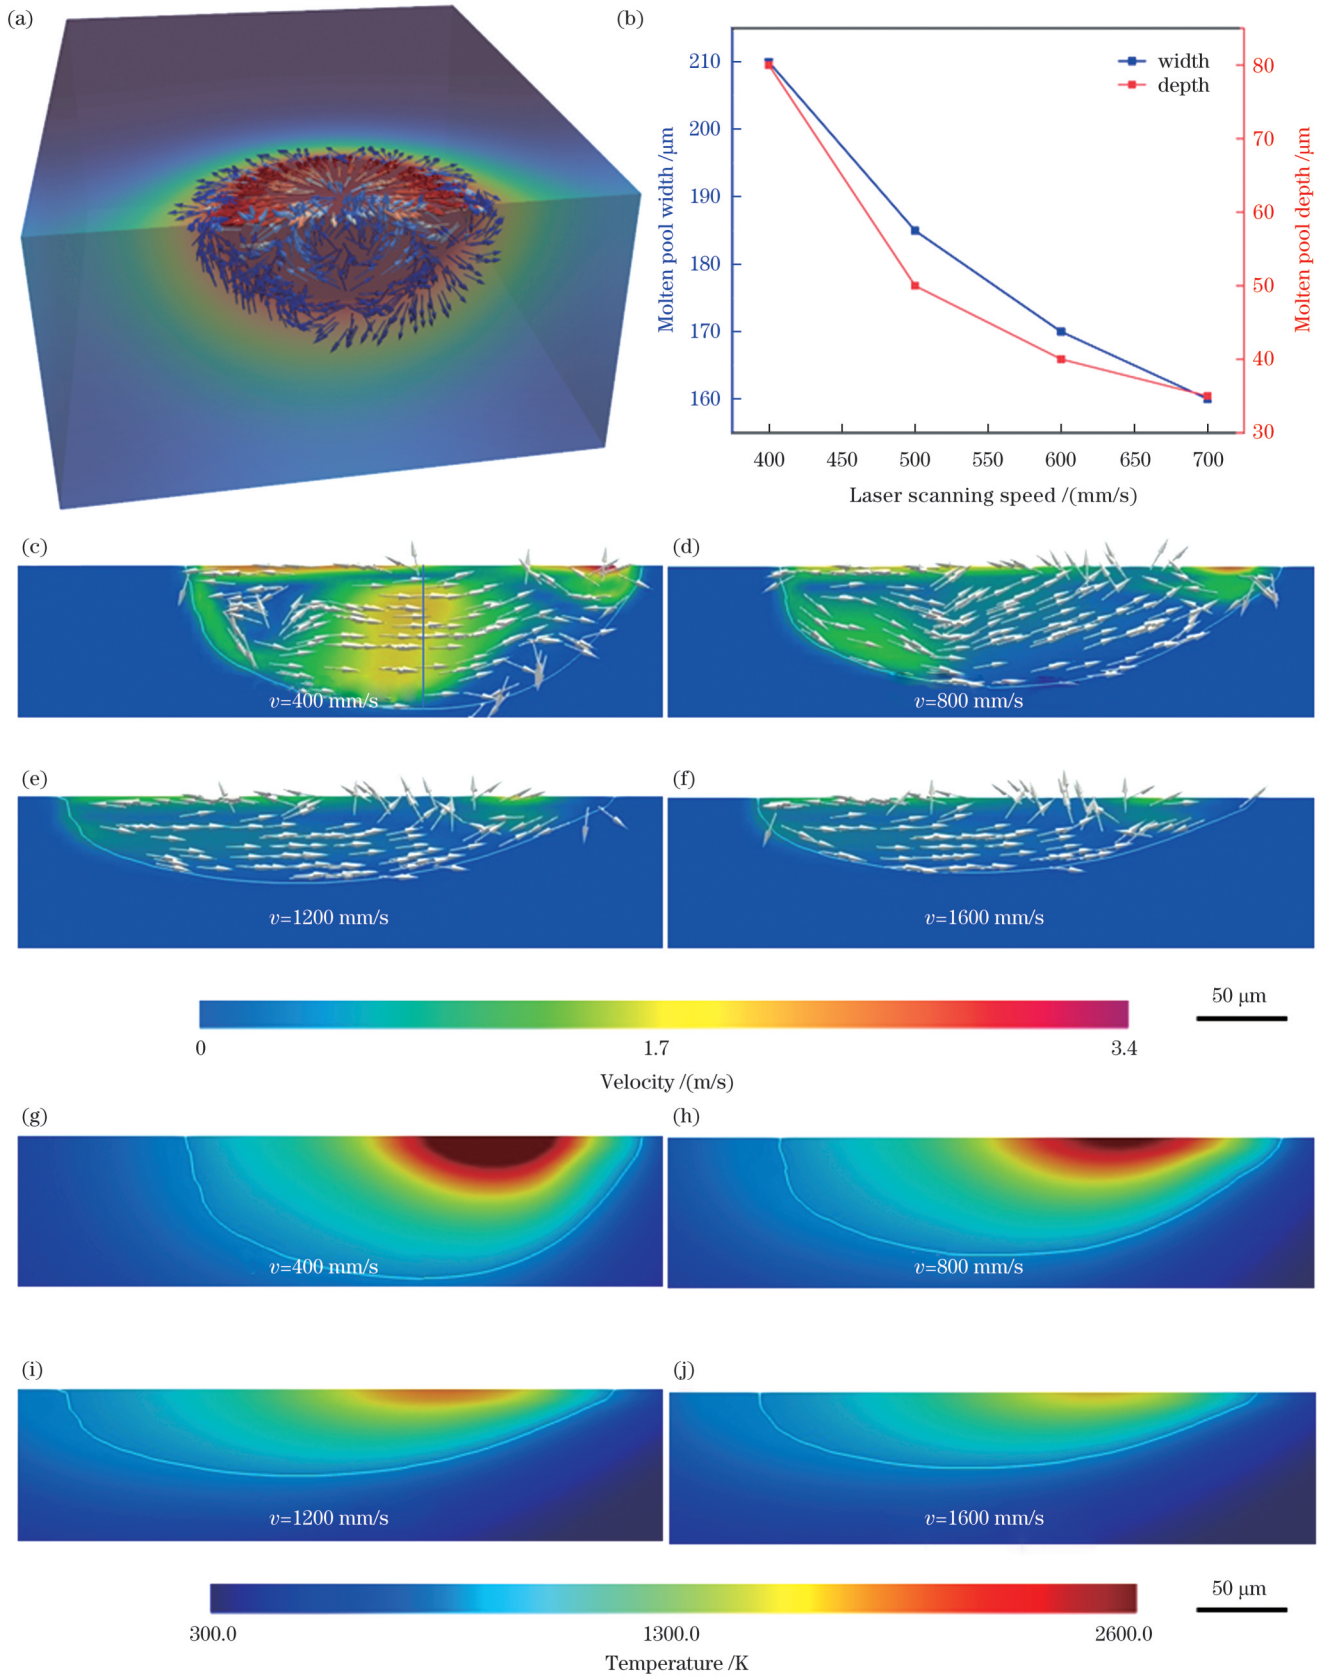 (a)
(b)
210
200
190
180
170
160
Molten pool width /μm
width
depth
80
70
60
50
40
30
Molten pool depth /μm
400 450 500 550 600 650 700
Laser scanning speed /(mm/s)
(c)
v=400 mm/s
(d)
v=800 mm/s
(e)
v=1200 mm/s
(f)
v=1600 mm/s
0 1.7 3.4
Velocity /(m/s)
50 μm
(g)
v=400 mm/s
(h)
v=800 mm/s
(i)
v=1200 mm/s
(j)
v=1600 mm/s
300.0 1300.0 2600.0
Temperature /K
50 μm